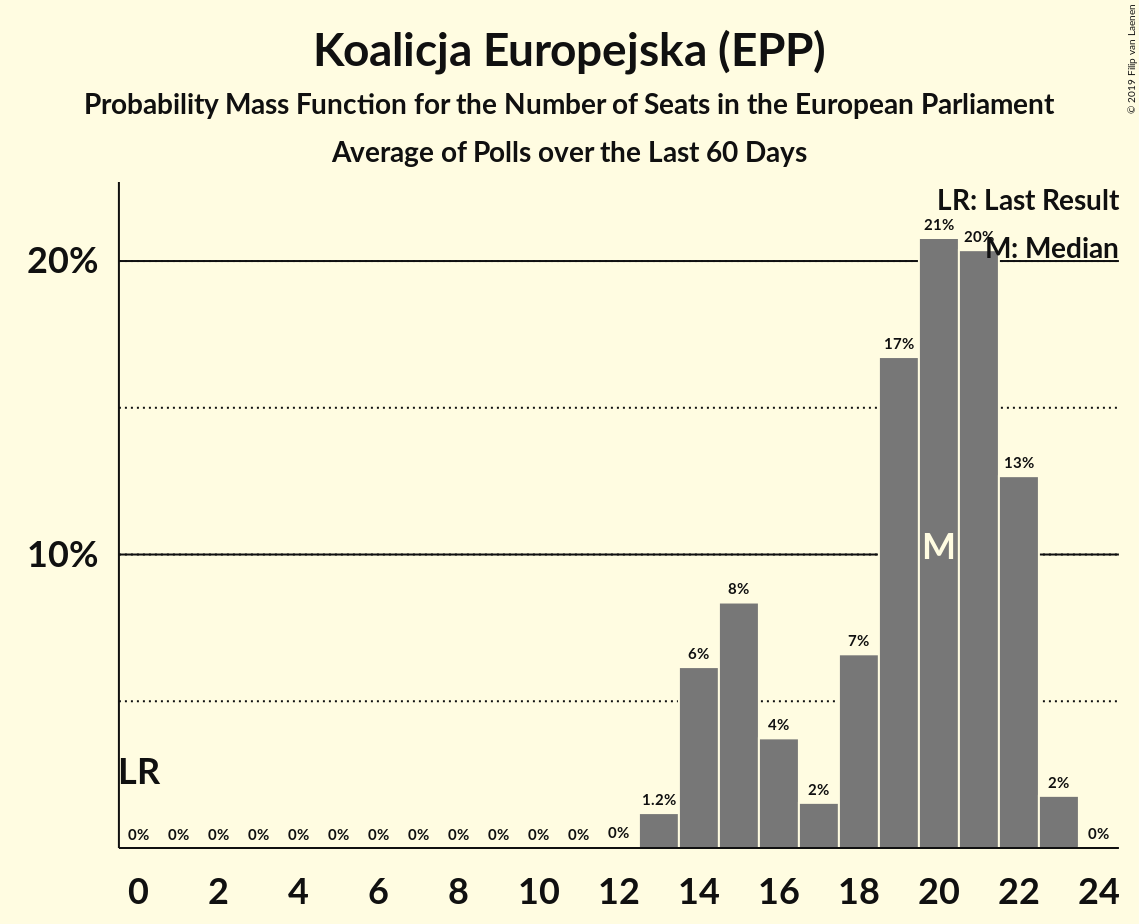 Koalicja Europejska (EPP)
Probability Mass Function for the Number of Seats in the European Parliament
Average of Polls over the Last 60 Days
© 2019 Filip van Laenen
LR: Last Result
M: Median
20%
10%
21%
20%
17%
13%
M
8%
7%
6%
4%
LR
1.2%
2%
2%
0% 0% 0% 0% 0% 0% 0% 0% 0% 0% 0% 0% 0% 0%
0 2 4 6 8 10 12 14 16 18 20 22 24